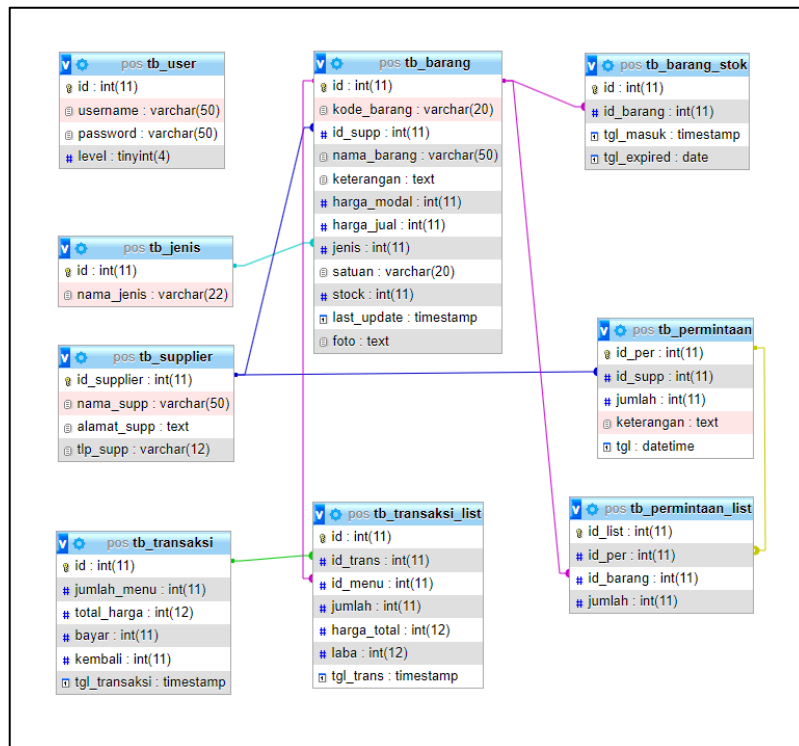 pos tb_user
id : int(11)
username : varchar(50)
password : varchar(50)
level : tinyint(4)
pos tb_barang
id : int(11)
kode_barang : varchar(20)
id_supp : int(11)
nama_barang : varchar(50)
keterangan : text
harga_modal : int(11)
harga_jual : int(11)
jenis : int(11)
satuan : varchar(20)
stock : int(11)
last_update : timestamp
foto : text
pos tb_barang_stok
id : int(11)
id_barang : int(11)
tgl_masuk : timestamp
tgl_expired : date
pos tb_jenis
id : int(11)
nama_jenis : varchar(22)
pos tb_supplier
id_supplier : int(11)
nama_supp : varchar(50)
alamat_supp : text
tlp_supp : varchar(12)
pos tb_permintaan
id_per : int(11)
id_supp : int(11)
jumlah : int(11)
keterangan : text
tgl : datetime
pos tb_transaksi
id : int(11)
jumlah_menu : int(11)
total_harga : int(12)
bayar : int(11)
kembali : int(11)
tgl_transaksi : timestamp
pos tb_transaksi_list
id : int(11)
id_trans : int(11)
id_menu : int(11)
jumlah : int(11)
harga_total : int(12)
laba : int(12)
tgl_trans : timestamp
pos tb_permintaan_list
id_list : int(11)
id_per : int(11)
id_barang : int(11)
jumlah : int(11)